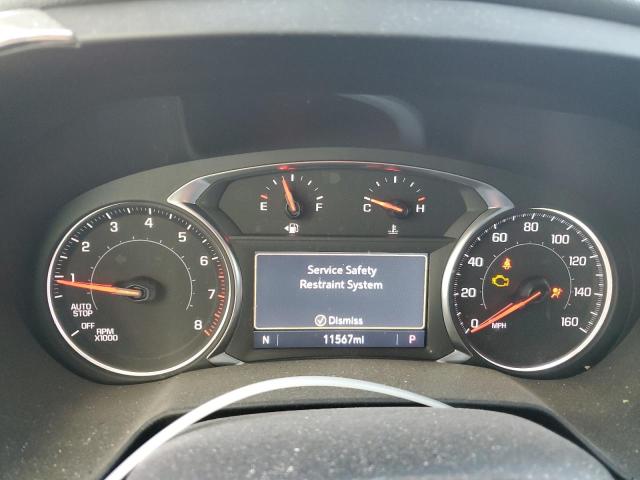 E F
C H
1 2 3 4 5 6 7 8
AUTO
STOP
OFF
RPM
X1000
Service Safety
Restraint System
Dismiss
N 11567mi P
0 20 40 60 80 100 120 140 160
MPH